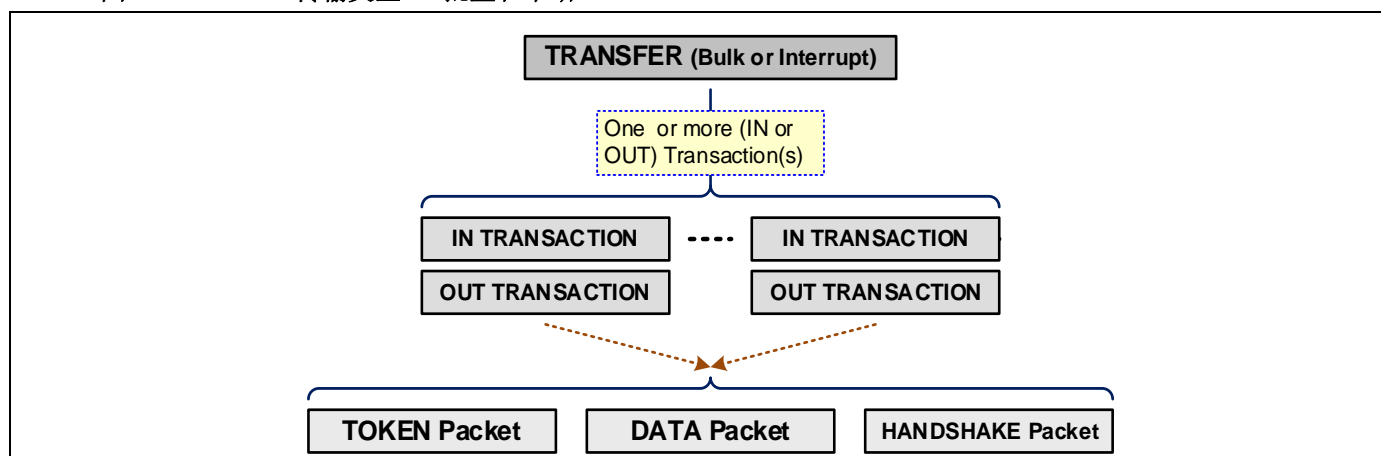 TRANSFER (Bulk or Interrupt)
One or more (IN or
OUT) Transaction(s)
IN TRANSACTION ---- IN TRANSACTION
OUT TRANSACTION OUT TRANSACTION
TOKEN Packet DATA Packet HANDSHAKE Packet